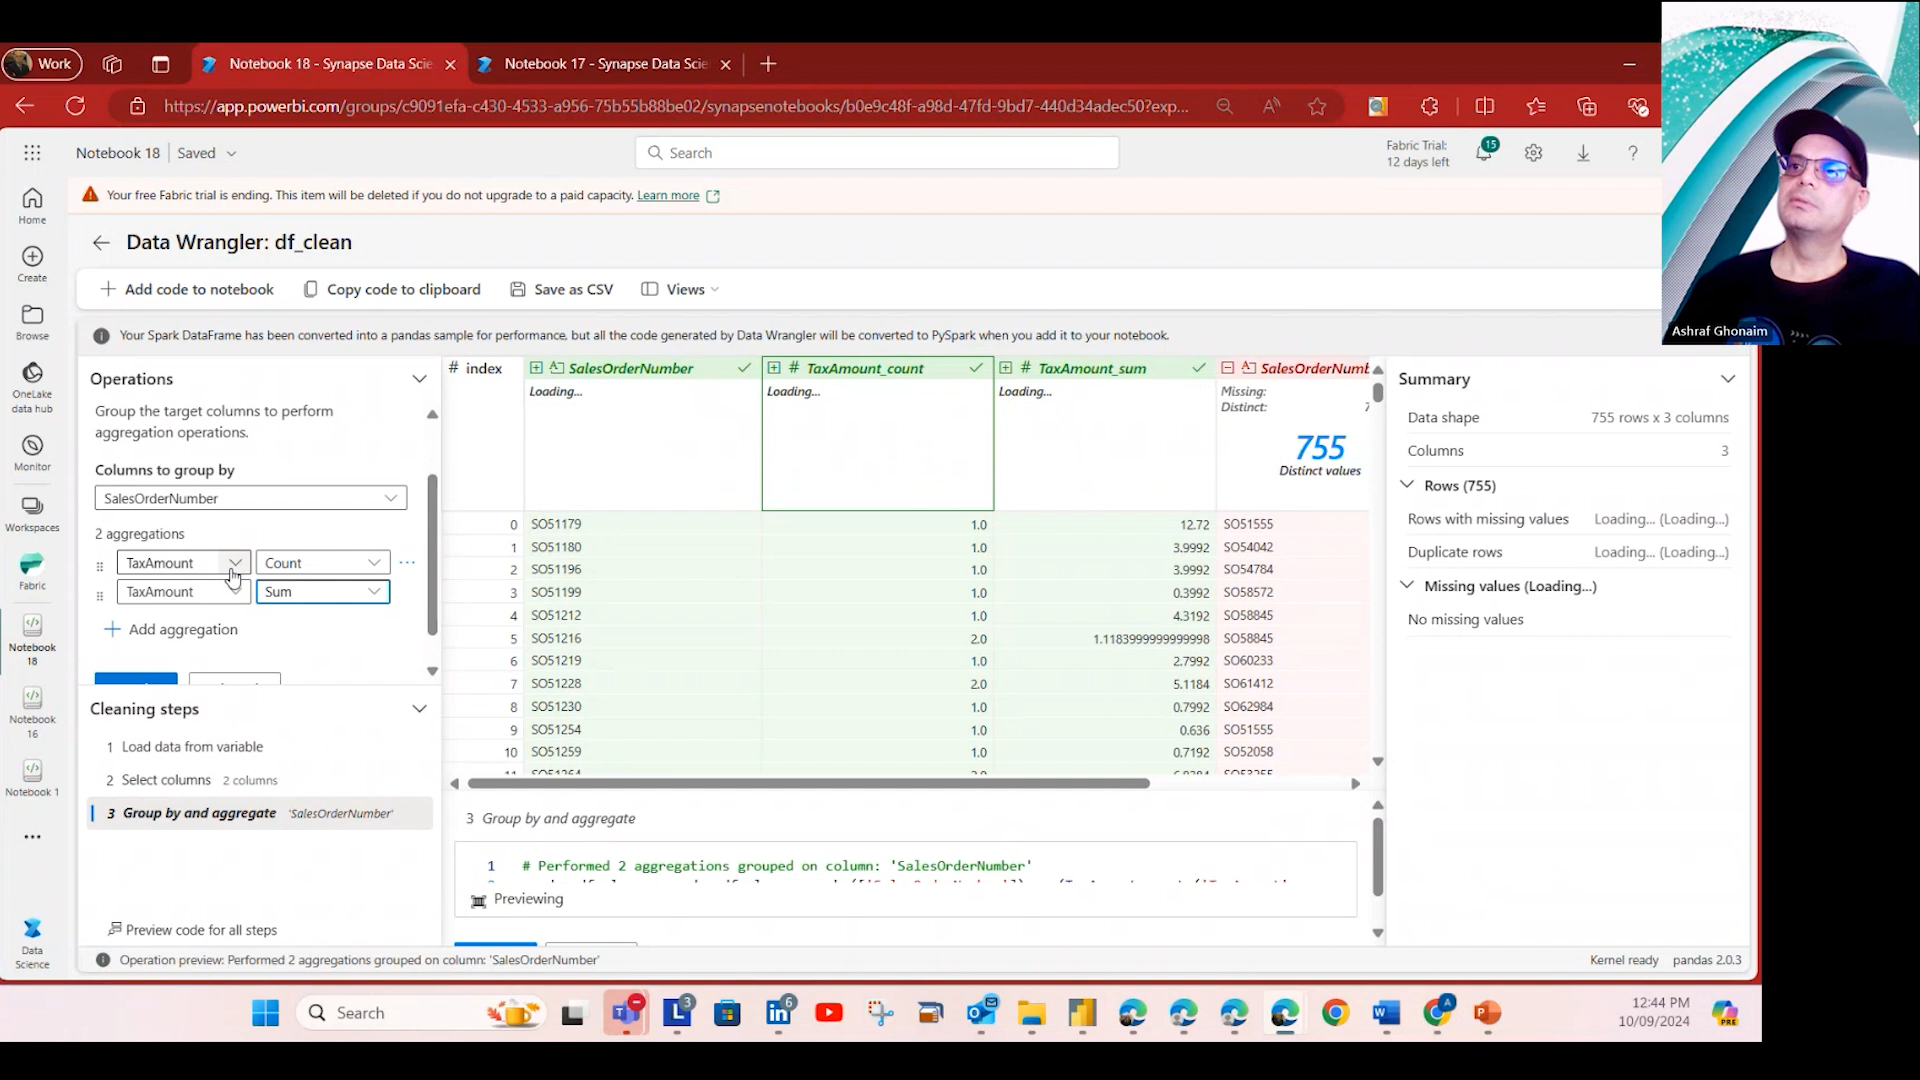 Work
Notebook 18 - Synapse Data Scie
Notebook 17 - Synapse Data Scie
https://app.powerbi.com/groups/c9091efa-c430-4533-a956-75b55b88be02/synapsenotebooks/b0e9c48f-a98d-47fd-9bd7-440d34adec50?exp...
Notebook 18
Saved
Search
Fabric Trial:
12 days left
15
?
Your free Fabric trial is ending. This item will be deleted if you do not upgrade to a paid capacity. Learn more
Ashraf Ghonaim
Home
Create
Browse
OneLake
data hub
Monitor
Workspaces
Fabric
Notebook
18
Notebook
16
Notebook 1
...
Data
Science
Data Wrangler: df_clean
Add code to notebook
Copy code to clipboard
Save as CSV
Views
Your Spark DataFrame has been converted into a pandas sample for performance, but all the code generated by Data Wrangler will be converted to PySpark when you add it to your notebook.
Operations
Group the target columns to perform
aggregation operations.
Columns to group by
SalesOrderNumber
2 aggregations
TaxAmount Count ...
TaxAmount Sum
Add aggregation
Cleaning steps
1 Load data from variable
2 Select columns 2 columns
3 Group by and aggregate 'SalesOrderNumber'
Preview code for all steps
# index SalesOrderNumber # TaxAmount_count # TaxAmount_sum SalesOrderNumb
Loading... Loading... Loading... Missing:
Distinct: 7
755
Distinct values
0 SO51179 1.0 12.72 SO51555
1 SO51180 1.0 3.9992 SO54042
2 SO51196 1.0 3.9992 SO54784
3 SO51199 1.0 0.3992 SO58572
4 SO51212 1.0 4.3192 SO58845
5 SO51216 2.0 1.1183999999999998 SO58845
6 SO51219 1.0 2.7992 SO60233
7 SO51228 2.0 5.1184 SO61412
8 SO51230 1.0 0.7992 SO62984
9 SO51254 1.0 0.636 SO51555
10 SO51259 1.0 0.7192 SO52058
3 Group by and aggregate
1 # Performed 2 aggregations grouped on column: 'SalesOrderNumber'
Previewing
Summary
Data shape 755 rows x 3 columns
Columns 3
Rows (755)
Rows with missing values Loading... (Loading...)
Duplicate rows Loading... (Loading...)
Missing values (Loading...)
No missing values
Operation preview: Performed 2 aggregations grouped on column: 'SalesOrderNumber'
Kernel ready pandas 2.0.3
Search
3
6
12:44 PM
10/09/2024
PRE